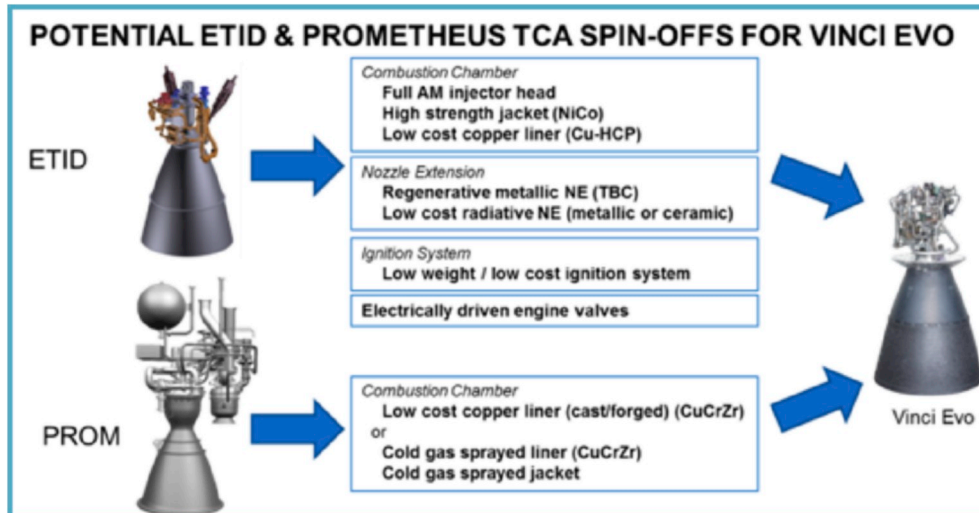 POTENTIAL ETID & PROMETHEUS TCA SPIN-OFFS FOR VINCI EVO
ETID
Combustion Chamber
Full AM injector head
High strength jacket (NiCo)
Low cost copper liner (Cu-HCP)
Nozzle Extension
Regenerative metallic NE (TBC)
Low cost radiative NE (metallic or ceramic)
Ignition System
Low weight / low cost ignition system
Electrically driven engine valves
PROM
Combustion Chamber
Low cost copper liner (cast/forged) (CuCrZr)
or
Cold gas sprayed liner (CuCrZr)
Cold gas sprayed jacket
Vinci Evo